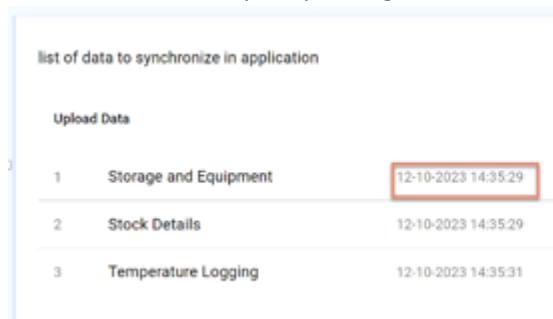 list of data to synchronize in application
Upload Data
1 Storage and Equipment 12-10-2023 14:35:29
2 Stock Details 12-10-2023 14:35:29
3 Temperature Logging 12-10-2023 14:35:31